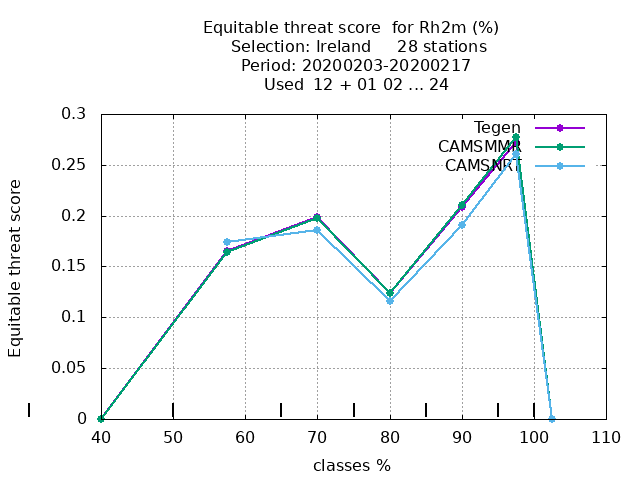 Equitable threat score  for Rh2m (%)
Selection: Ireland     28 stations
Period: 20200203-20200217
Used  12 + 01 02 ... 24
Tegen
CAMSMMR
CAMSNRT
0.3
0.25
0.2
0.15
0.1
0.05
0
Equitable threat score
40 50 60 70 80 90 100 110
classes %